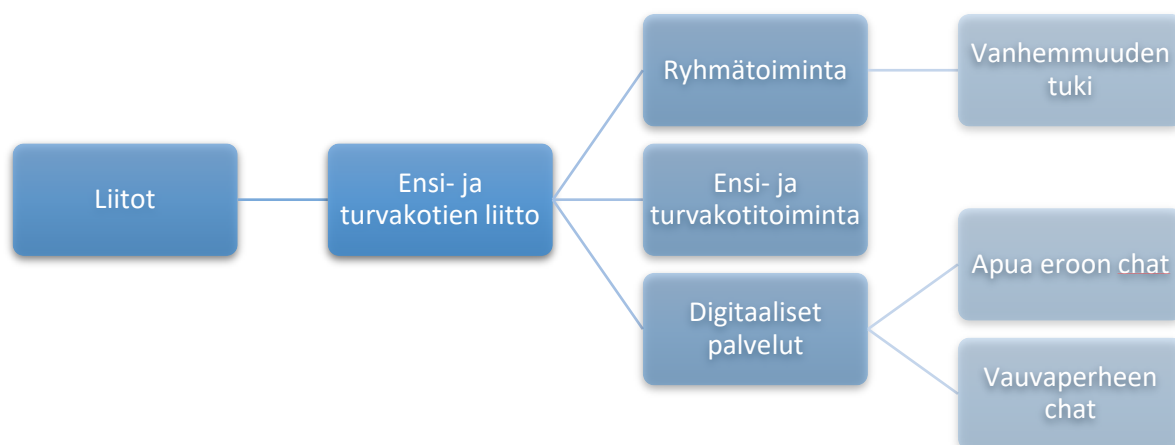 Liitot
Ensi- ja
turvakotien liitto
Ryhmätoiminta
Vanhemmuuden
tuki
Ensi- ja
turvakotitoiminta
Digitaaliset
palvelut
Apua eroon chat
Vauvaperheen
chat